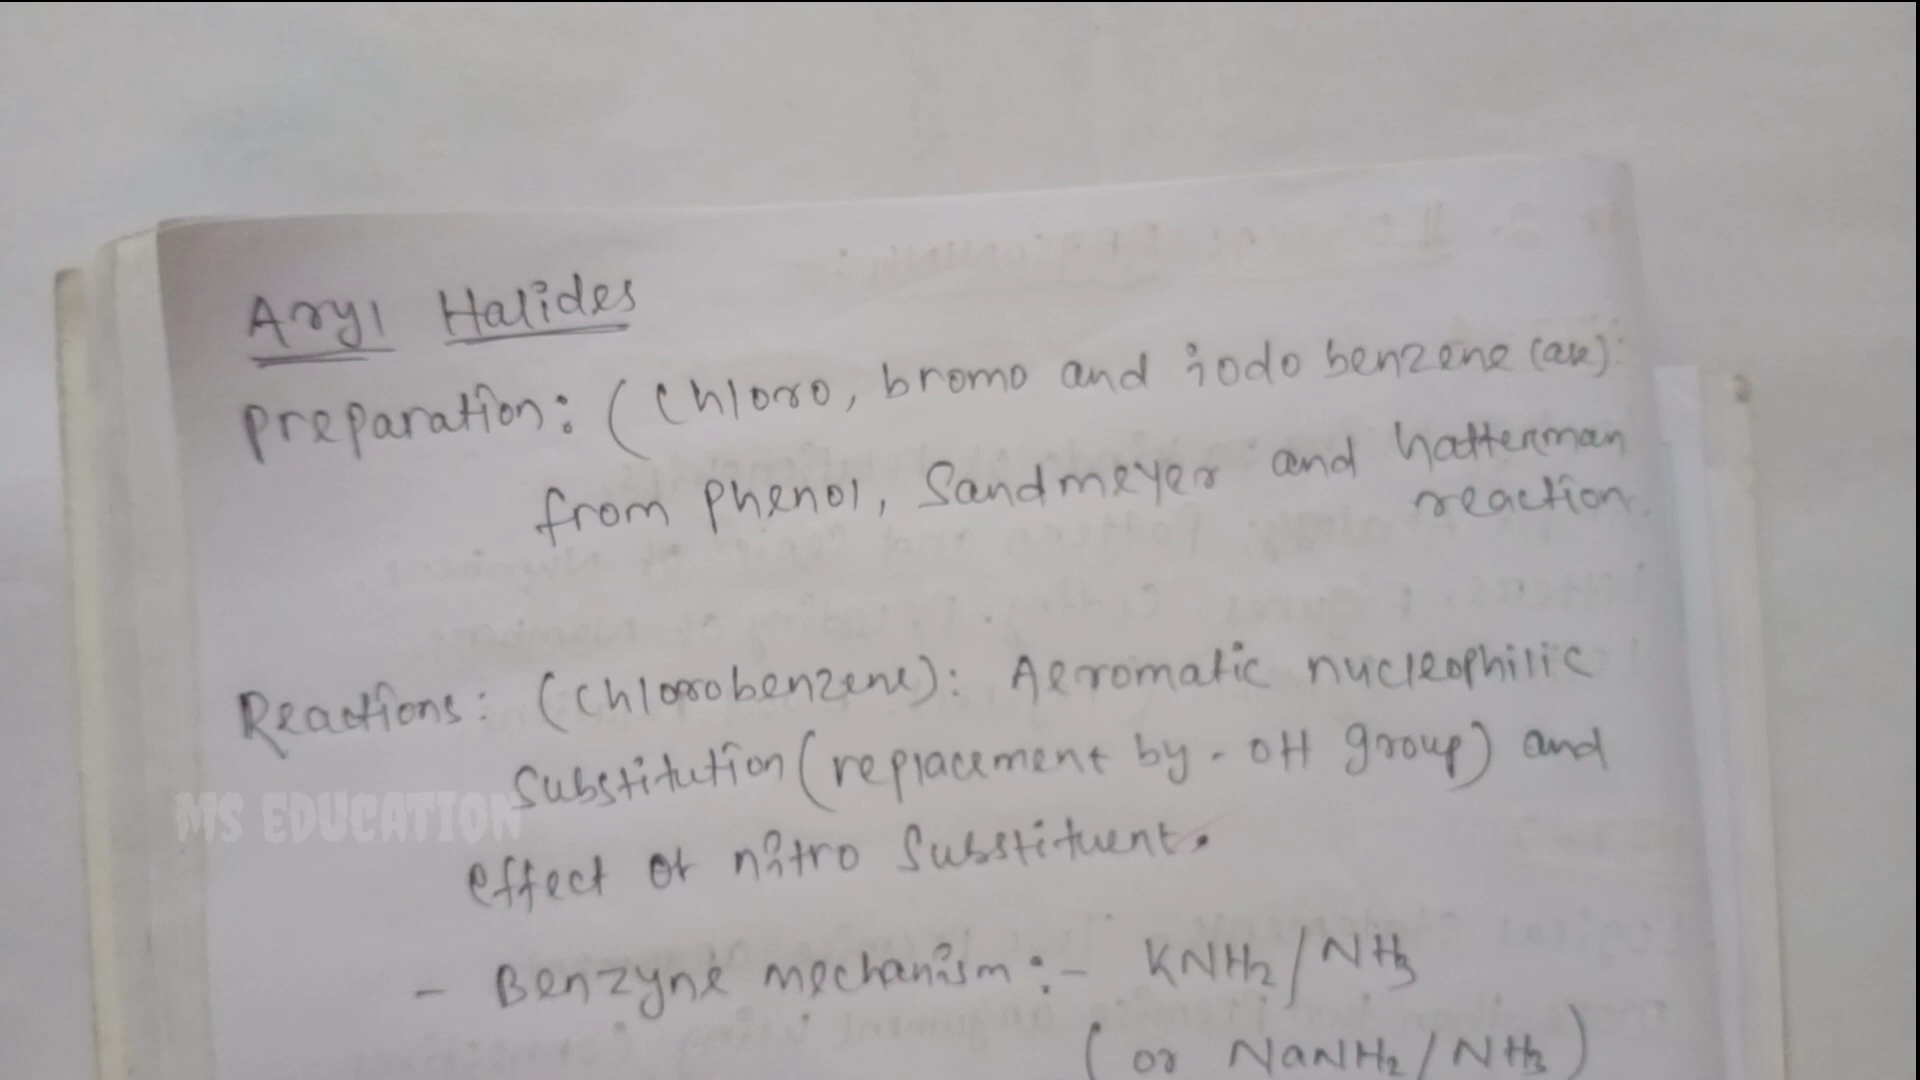 Aryl Halides
Preparation: (Chloro, bromo and iodo benzene
from phenol, Sandmeyer and hatterman
reaction.
Reactions: (Chlorobenzene): Aeromatic nucleophilic
Substitution (replacement by - OH group) and
MS EDUCATION
effect of nitro Substituent.
- Benzyne mechanism :- KNH2/NH3
(or NaNH2/NH3)